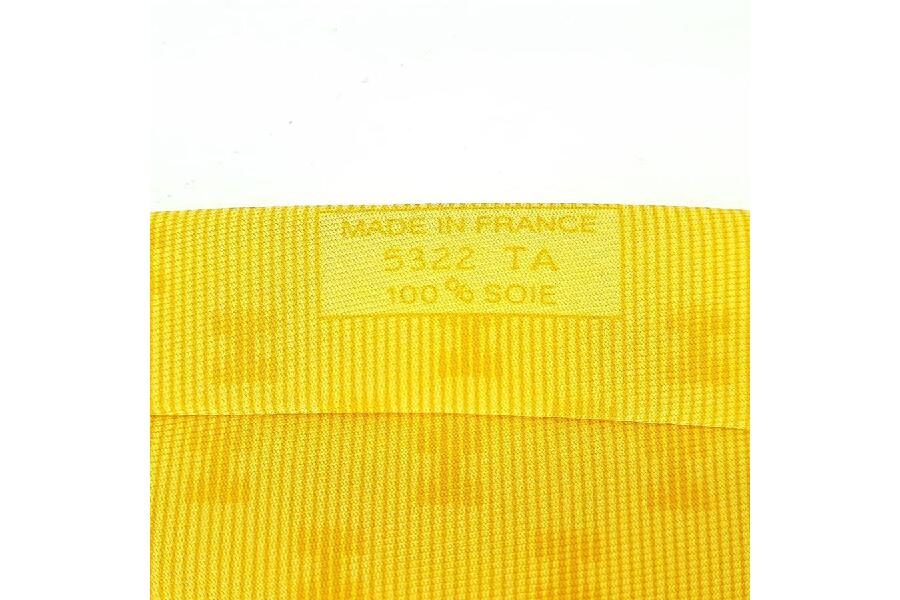 MADE IN FRANCE
5322 TA
100% SOIE